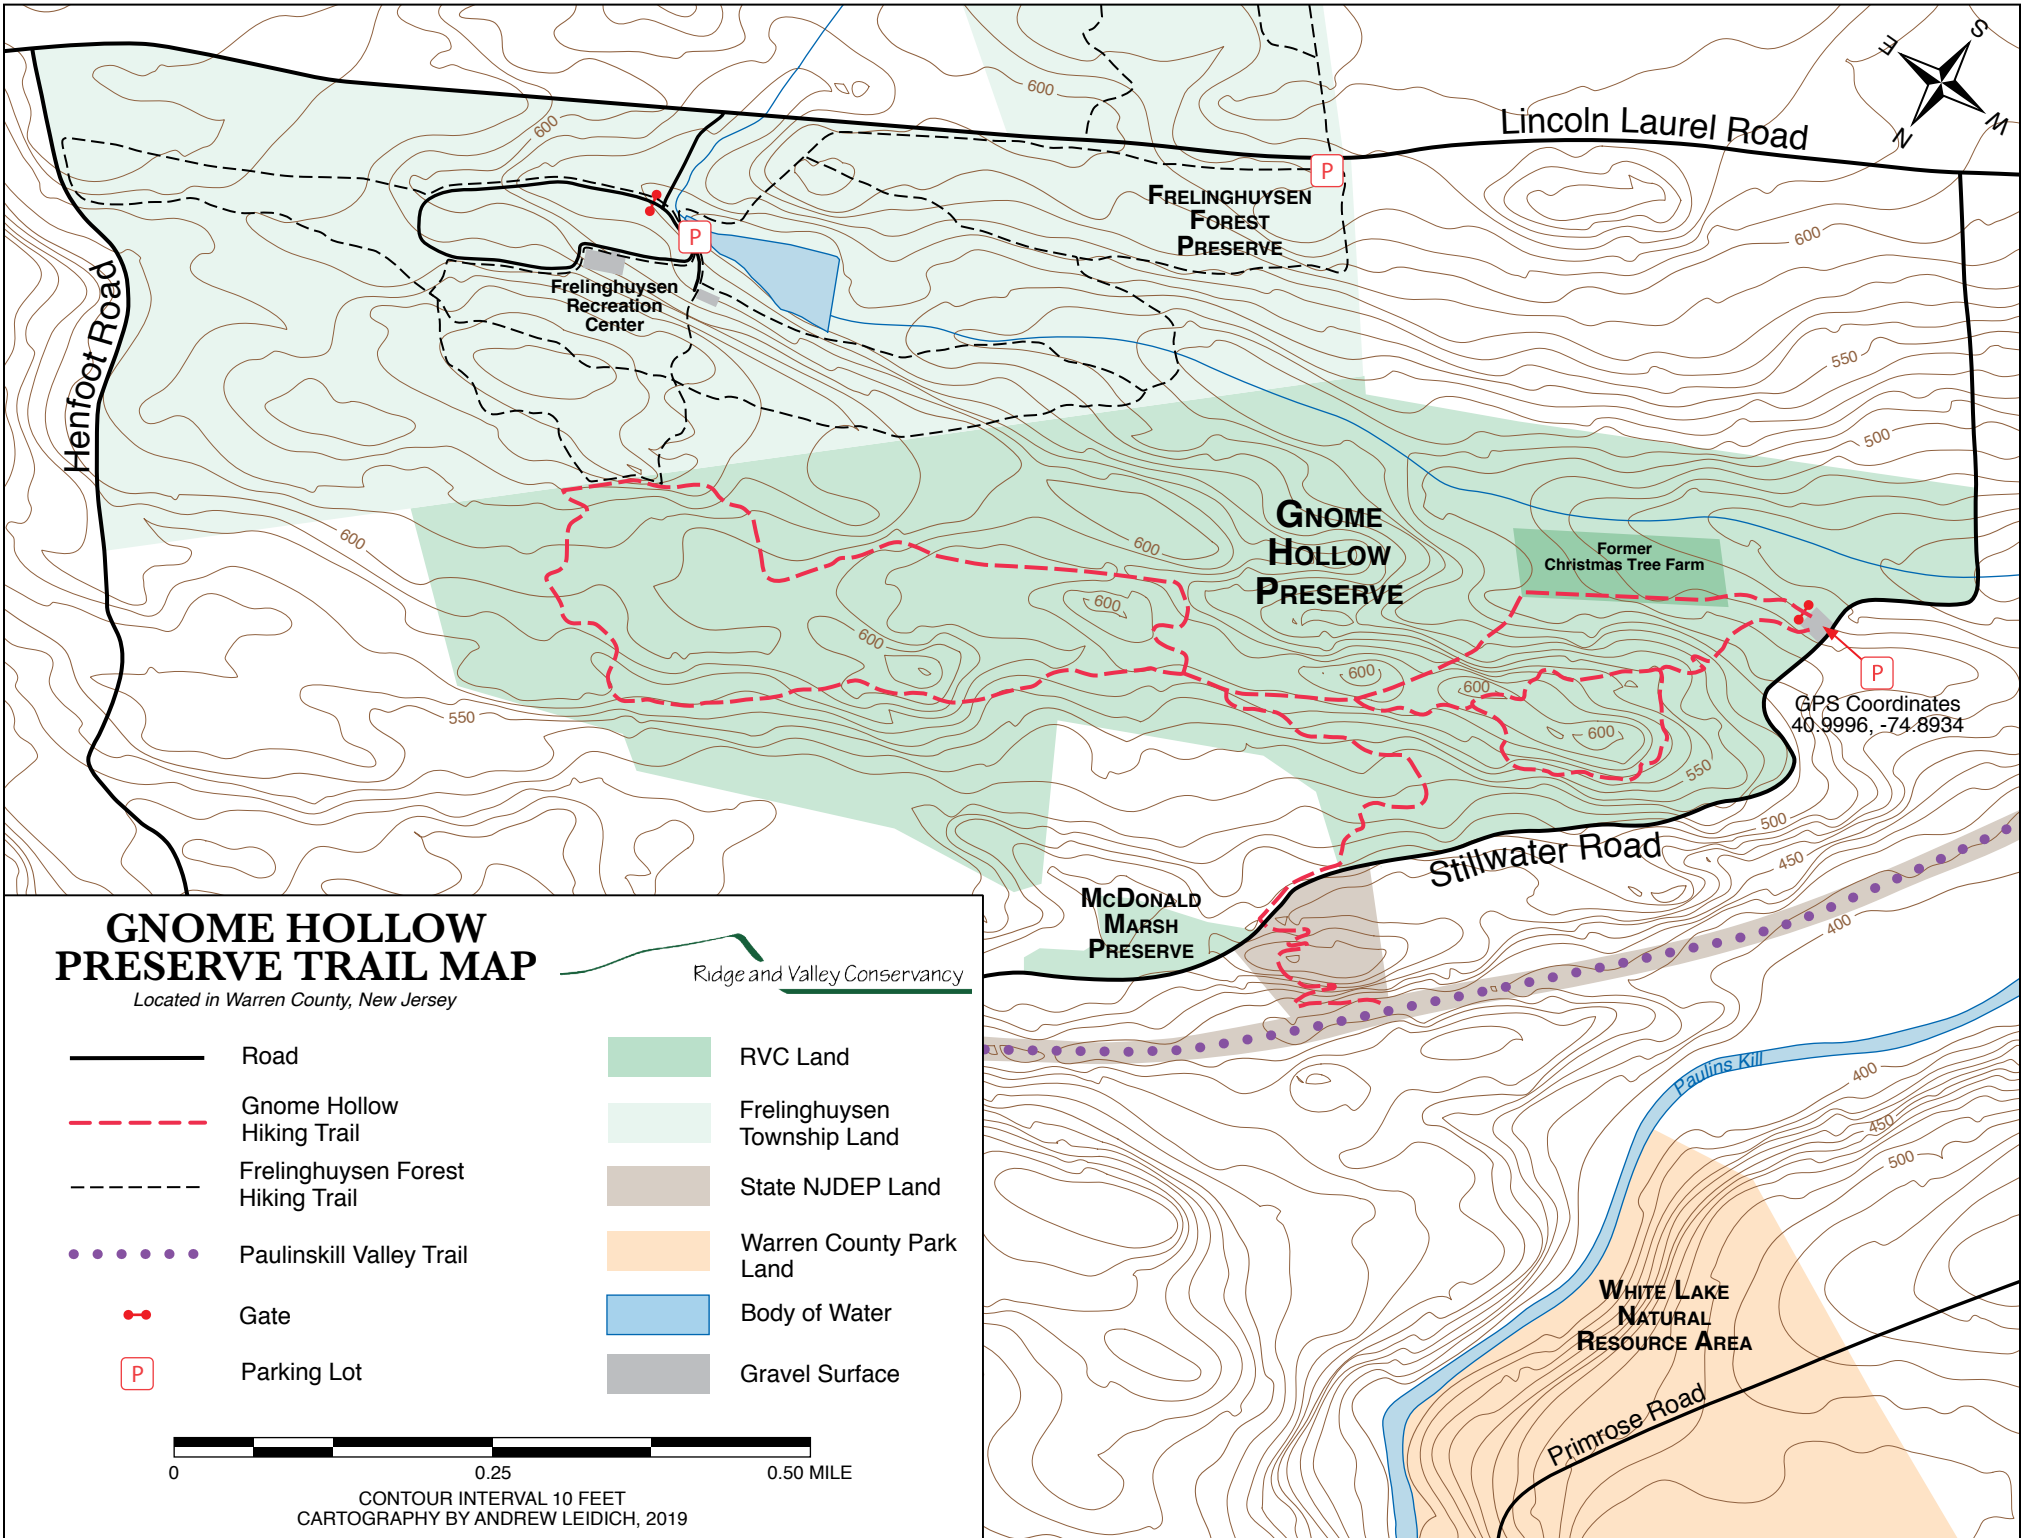 S
E
W
N
Lincoln Laurel Road
600
600
P
FRELINGHUYSEN
FOREST
PRESERVE
P
600
Henfoot Road
Frelinghuysen
Recreation
Center
550
500
GNOME
HOLLOW
PRESERVE
600
600
Former
Christmas Tree Farm
600
600
600
600
P
GPS Coordinates
40.9996, -74.8934
550
600
550
500
Stillwater Road
450
400
MCDONALD
MARSH
PRESERVE
Paulins Kill
400
450
500
WHITE LAKE
NATURAL
RESOURCE AREA
Primrose Road
GNOME HOLLOW
PRESERVE TRAIL MAP
Located in Warren County, New Jersey
Ridge and Valley Conservancy
Road
Gnome Hollow
Hiking Trail
Frelinghuysen Forest
Hiking Trail
Paulinskill Valley Trail
Gate
P
Parking Lot
RVC Land
Frelinghuysen
Township Land
State NJDEP Land
Warren County Park
Land
Body of Water
Gravel Surface
0 0.25 0.50 MILE
CONTOUR INTERVAL 10 FEET
CARTOGRAPHY BY ANDREW LEIDICH, 2019